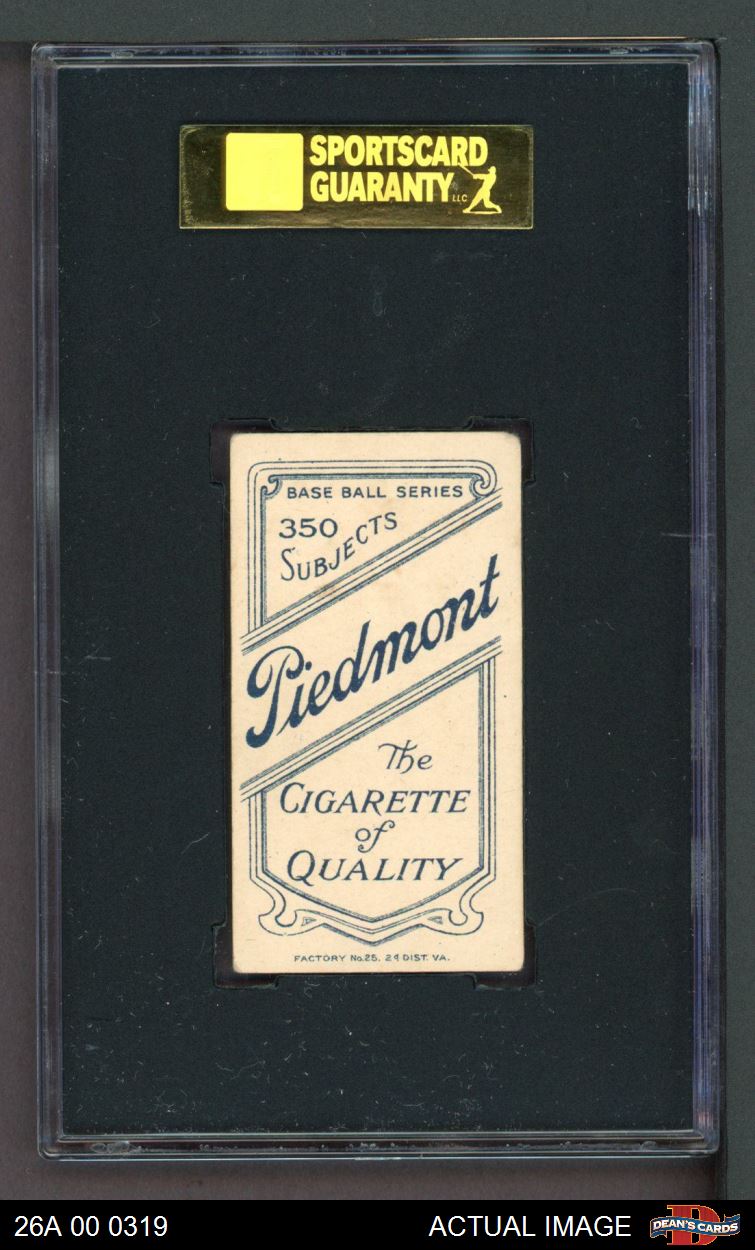 SPORTSCARD
GUARANTY LLC
BASE BALL SERIES
350
SUBJECTS
Piedmont
The
CIGARETTE
of
QUALITY
FACTORY No.25, 2d DIST. VA.
26A 00 0319
ACTUAL IMAGE
DEAN'S CARDS